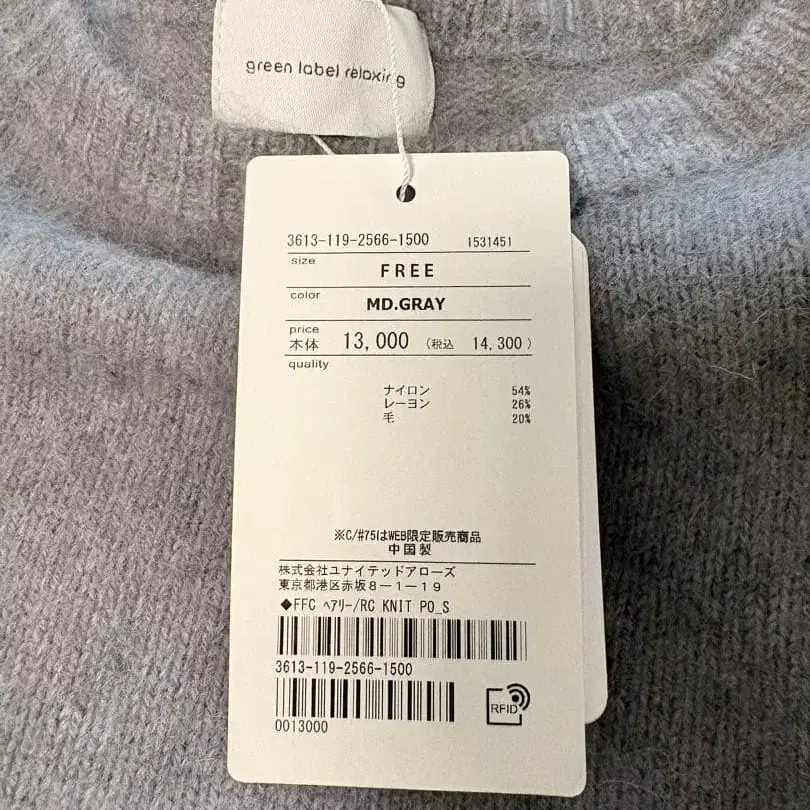 green label relaxing
3613-119-2566-1500 1531451
size
FREE
color
MD.GRAY
price
本体 13,000 (税込 14,300)
quality
ナイロン 54%
レーヨン 26%
毛 20%
※C/#75はWEB限定販売商品
中国製
株式会社ユナイテッドアローズ
東京都港区赤坂8-1-19
◆FFC ヘアリー/RC KNIT PO_S
3613-119-2566-1500
0013000
RFID